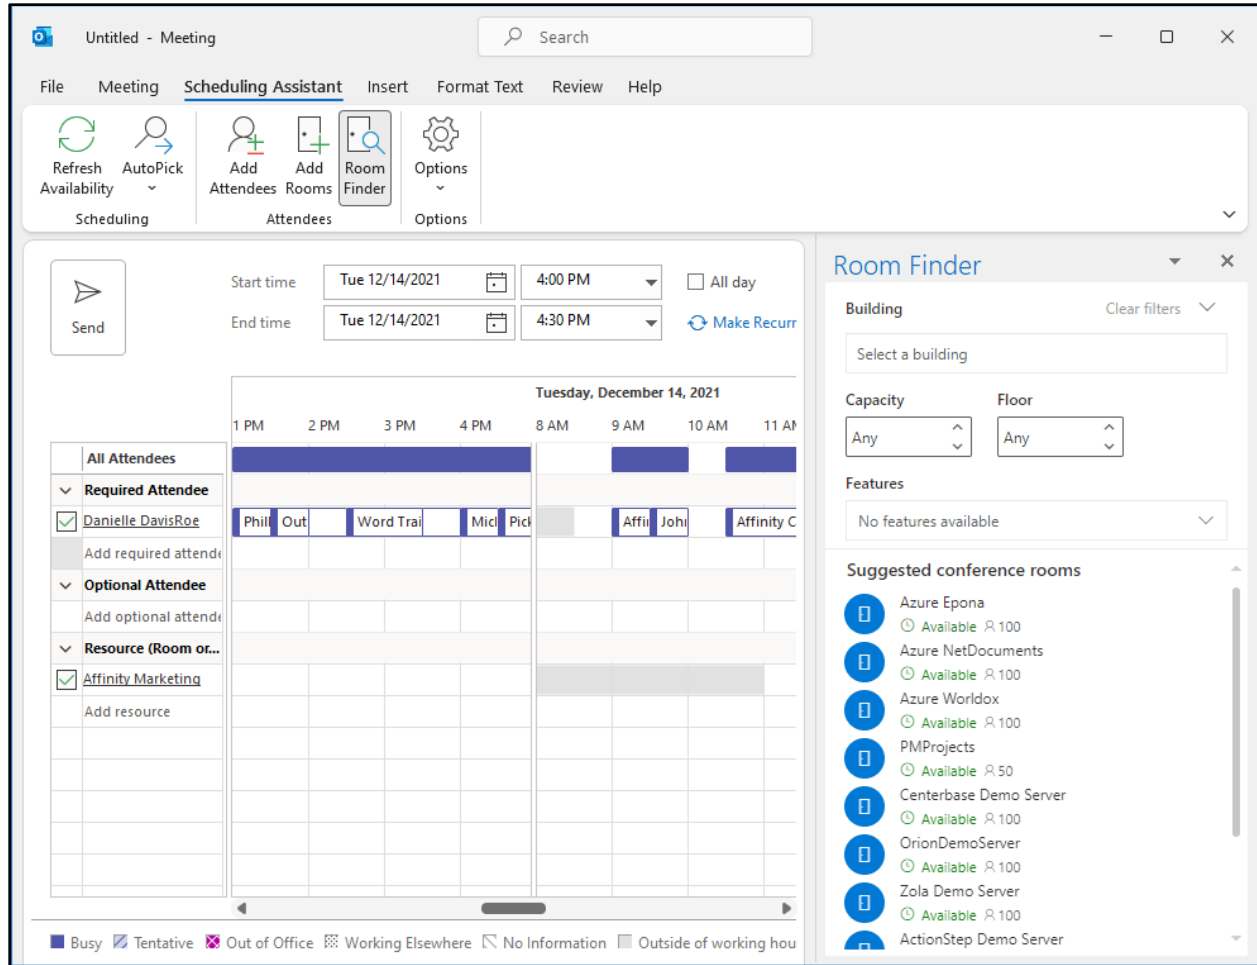 Untitled - Meeting
Search
File Meeting Scheduling Assistant Insert Format Text Review Help
Refresh Availability
AutoPick
Add Attendees
Add Rooms
Room Finder
Options
Scheduling
Attendees
Options
Send
Start time Tue 12/14/2021 4:00 PM All day
End time Tue 12/14/2021 4:30 PM Make Recurr
Tuesday, December 14, 2021
1 PM 2 PM 3 PM 4 PM 8 AM 9 AM 10 AM 11 AM
All Attendees
Required Attendee
Danielle DavisRoe Phill Out Word Trai Micl Pick Affin John Affinity C
Add required attende
Optional Attendee
Add optional attende
Resource (Room or...
Affinity Marketing
Add resource
Busy Tentative Out of Office Working Elsewhere No Information Outside of working hou
Room Finder
Building Clear filters
Select a building
Capacity Floor
Any Any
Features
No features available
Suggested conference rooms
Azure Epona
Available 100
Azure NetDocuments
Available 100
Azure Worldox
Available 100
PMProjects
Available 50
Centerbase Demo Server
Available 100
OrionDemoServer
Available 100
Zola Demo Server
Available 100
ActionStep Demo Server